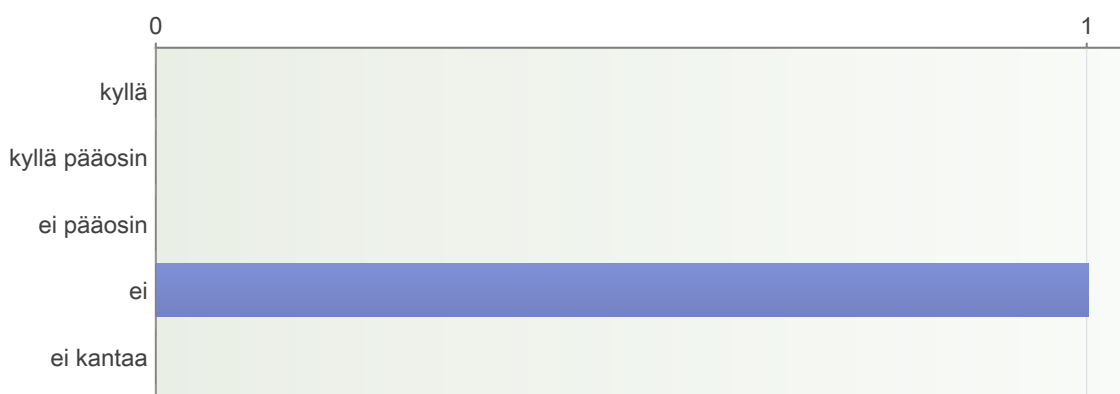 0 1
kyllä
kyllä pääosin
ei pääosin
ei
ei kantaa